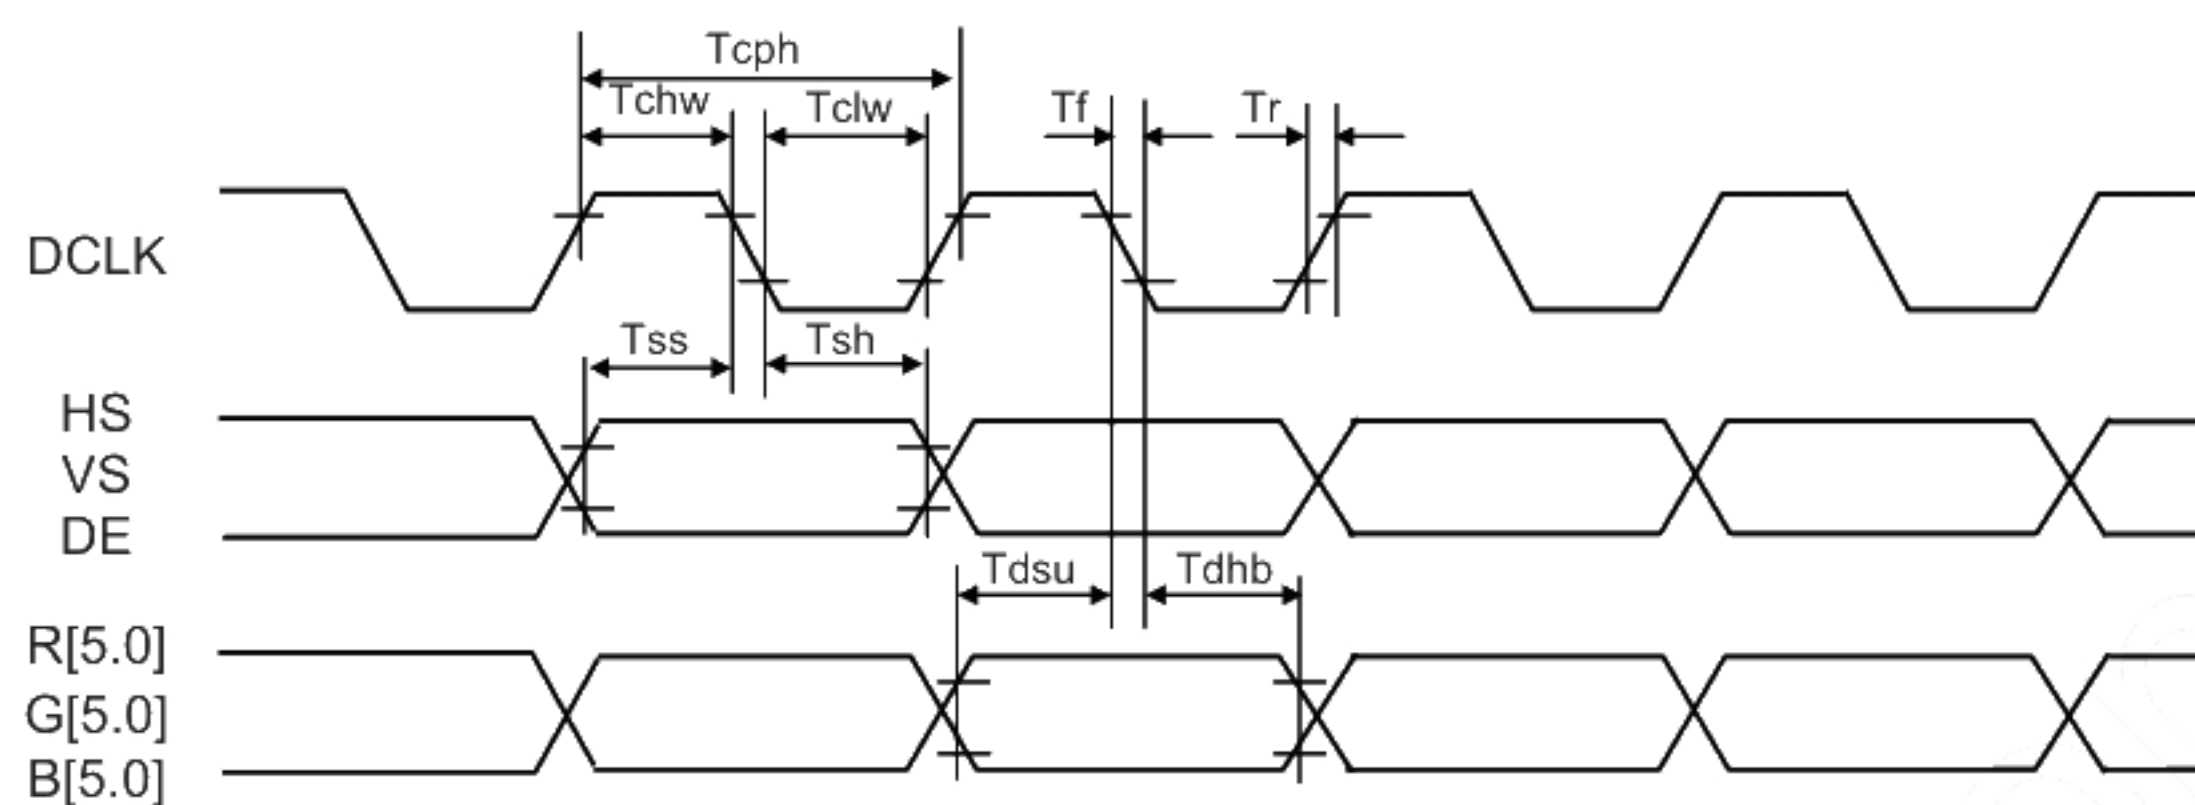 Tcph
Tchw Tclw Tf Tr
DCLK
Tss Tsh
HS
VS
DE
Tdsu Tdhb
R[5.0]
G[5.0]
B[5.0]